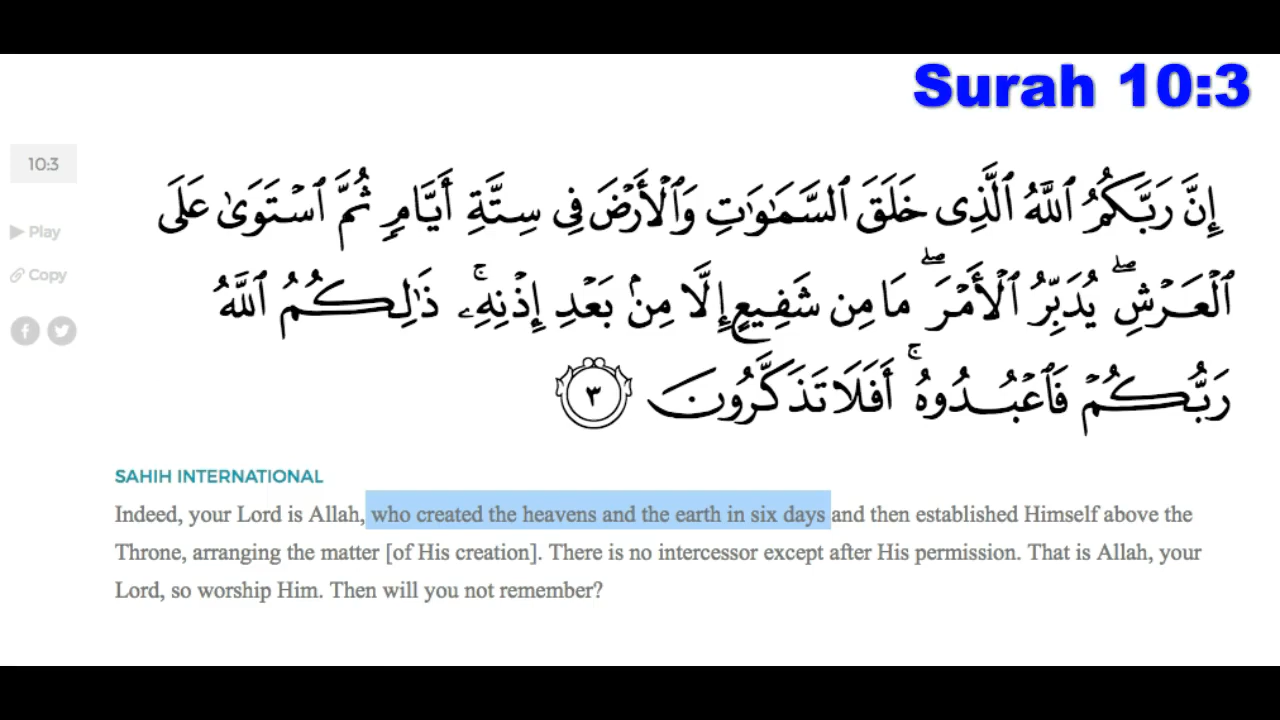 Surah 10:3
10:3
إِنَّ رَبَّكُمُ ٱللَّهُ ٱلَّذِى خَلَقَ ٱلسَّمَـٰوَٰتِ وَٱلْأَرْضَ فِى سِتَّةِ أَيَّامٍ ثُمَّ ٱسْتَوَىٰ عَلَى
Play
ٱلْعَرْشِ ۖ يُدَبِّرُ ٱلْأَمْرَ ۖ مَا مِن شَفِيعٍ إِلَّا مِنۢ بَعْدِ إِذْنِهِۦ ۚ ذَٰلِكُمُ ٱللَّهُ
Copy
رَبُّكُمْ فَٱعْبُدُوهُ ۚ أَفَلَا تَذَكَّرُونَ ٣
SAHIH INTERNATIONAL
Indeed, your Lord is Allah, who created the heavens and the earth in six days and then established Himself above the
Throne, arranging the matter [of His creation]. There is no intercessor except after His permission. That is Allah, your
Lord, so worship Him. Then will you not remember?